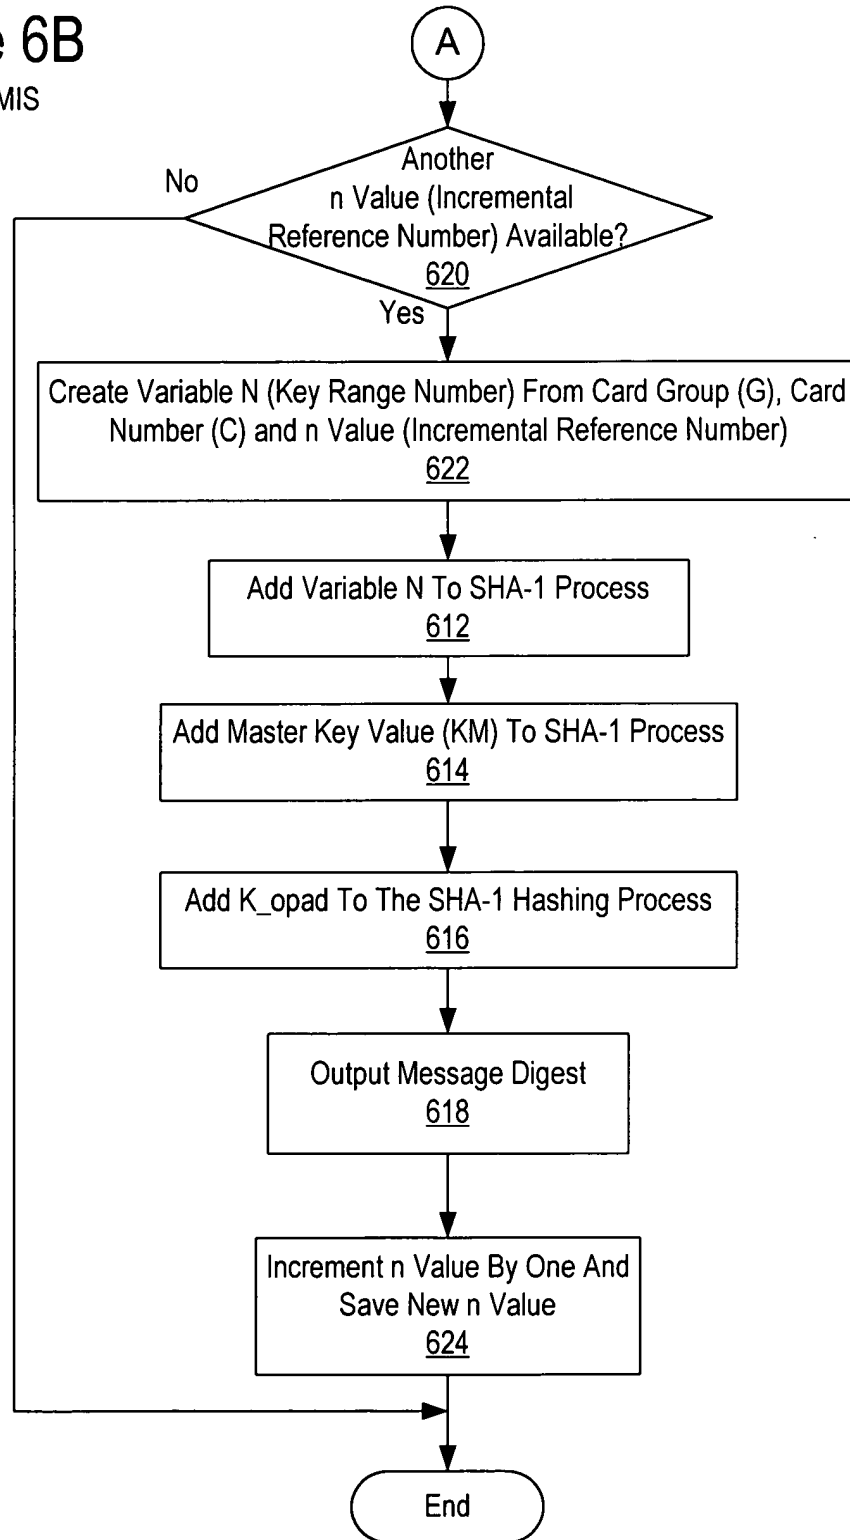 6B
MIS
A
No
Another
n Value (Incremental
Reference Number) Available?
620
Yes
Create Variable N (Key Range Number) From Card Group (G), Card
Number (C) and n Value (Incremental Reference Number)
622
Add Variable N To SHA-1 Process
612
Add Master Key Value (KM) To SHA-1 Process
614
Add K_opad To The SHA-1 Hashing Process
616
Output Message Digest
618
Increment n Value By One And
Save New n Value
624
End